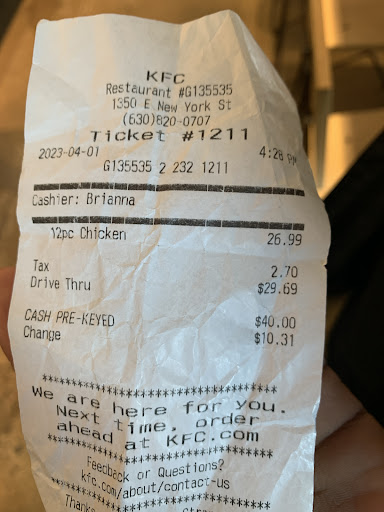 KFC
Restaurant #G135535
1350 E New York St
(630)820-0707
Ticket #1211
2023-04-01 4:28 PM
G135535 2 232 1211
Cashier: Brianna
12pc Chicken 26.99
Tax 2.70
Drive Thru $29.69
CASH PRE-KEYED $40.00
Change $10.31
*****************************
We are here for you.
Next time, order
ahead at KFC.com
*****************************
Feedback or Questions?
kfc.com/about/contact-us
*****************************